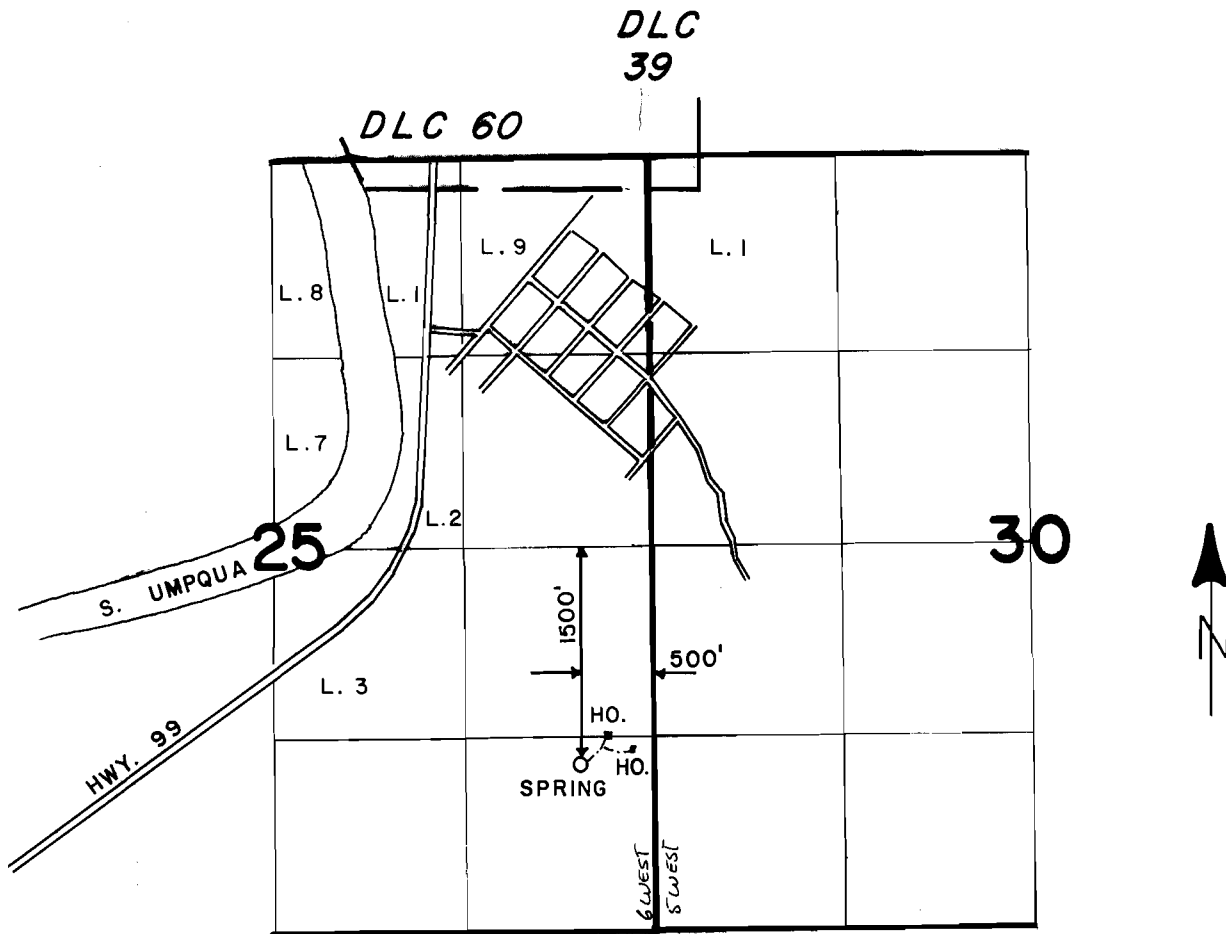 DLC
39
DLC 60
L. 9
L. 1
L. 8
L. 1
L. 7
L. 2
25
30
S. UMPQUA
N
1500'
500'
L. 3
HO.
HWY. 99
HO.
SPRING
6 WEST
5 WEST